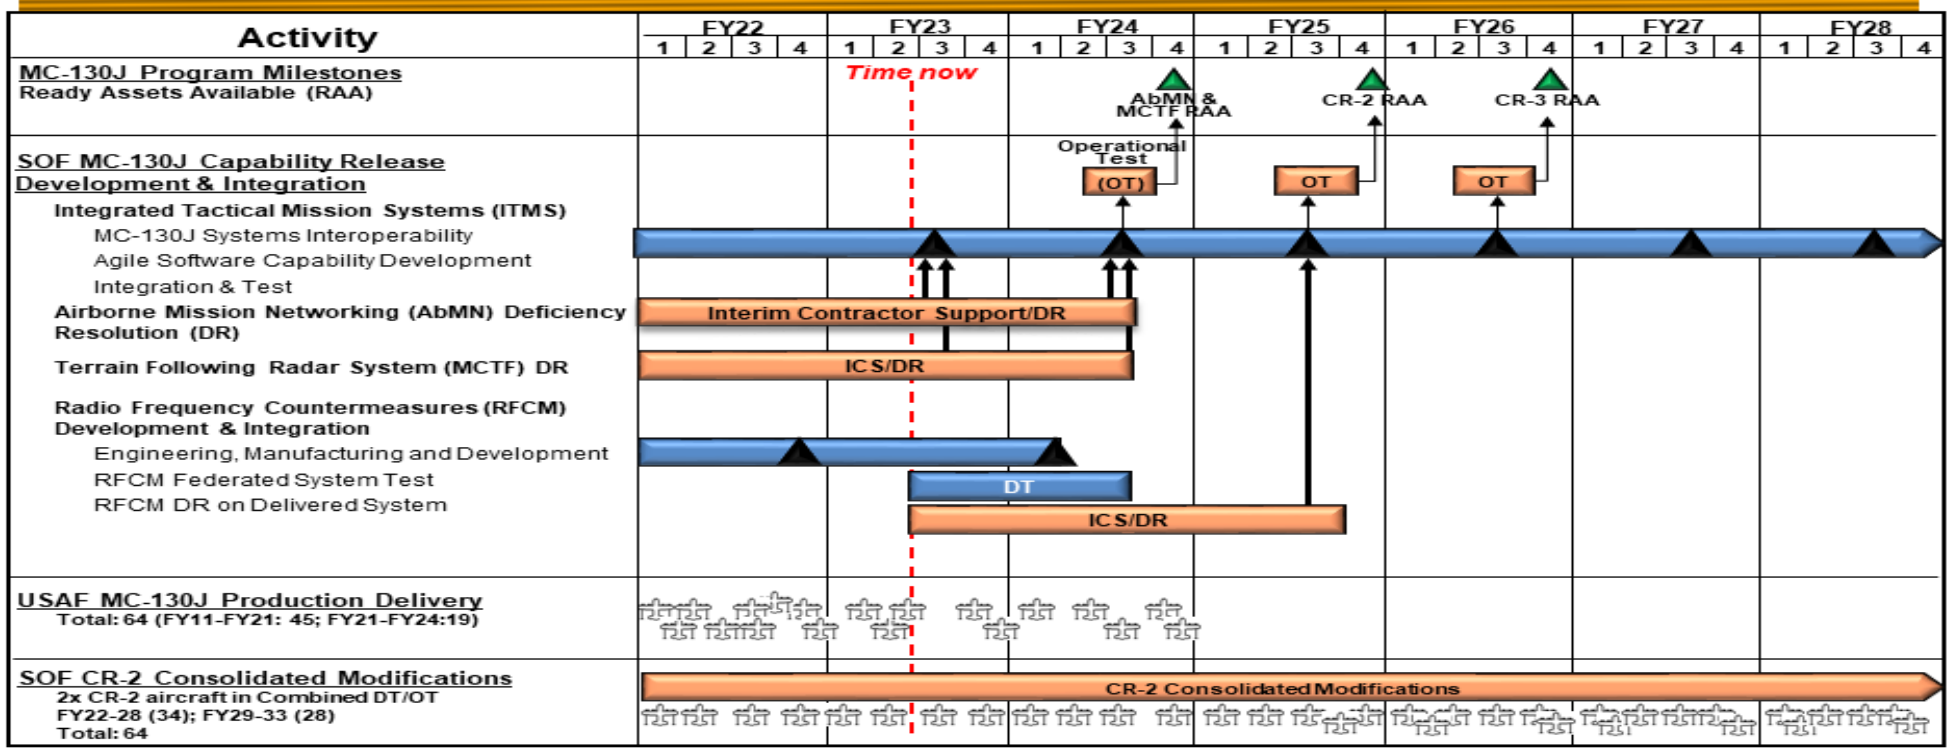 Activity
FY22 FY23 FY24 FY25 FY26 FY27 FY28
1 2 3 4 1 2 3 4 1 2 3 4 1 2 3 4 1 2 3 4 1 2 3 4 1 2 3 4
MC-130J Program Milestones
Ready Assets Available (RAA)
Time now
AbMN &
MCTF RAA
CR-2 RAA
CR-3 RAA
SOF MC-130J Capability Release
Development & Integration
Operational
Test
(OT)
OT
OT
Integrated Tactical Mission Systems (ITMS)
MC-130J Systems Interoperability
Agile Software Capability Development
Integration & Test
Airborne Mission Networking (AbMN) Deficiency
Resolution (DR)
Interim Contractor Support/DR
Terrain Following Radar System (MCTF) DR
ICS/DR
Radio Frequency Countermeasures (RFCM)
Development & Integration
Engineering, Manufacturing and Development
RFCM Federated System Test
DT
RFCM DR on Delivered System
ICS/DR
USAF MC-130J Production Delivery
Total: 64 (FY11-FY21: 45; FY21-FY24:19)
SOF CR-2 Consolidated Modifications
2x CR-2 aircraft in Combined DT/OT
FY22-28 (34); FY29-33 (28)
Total: 64
CR-2 Consolidated Modifications